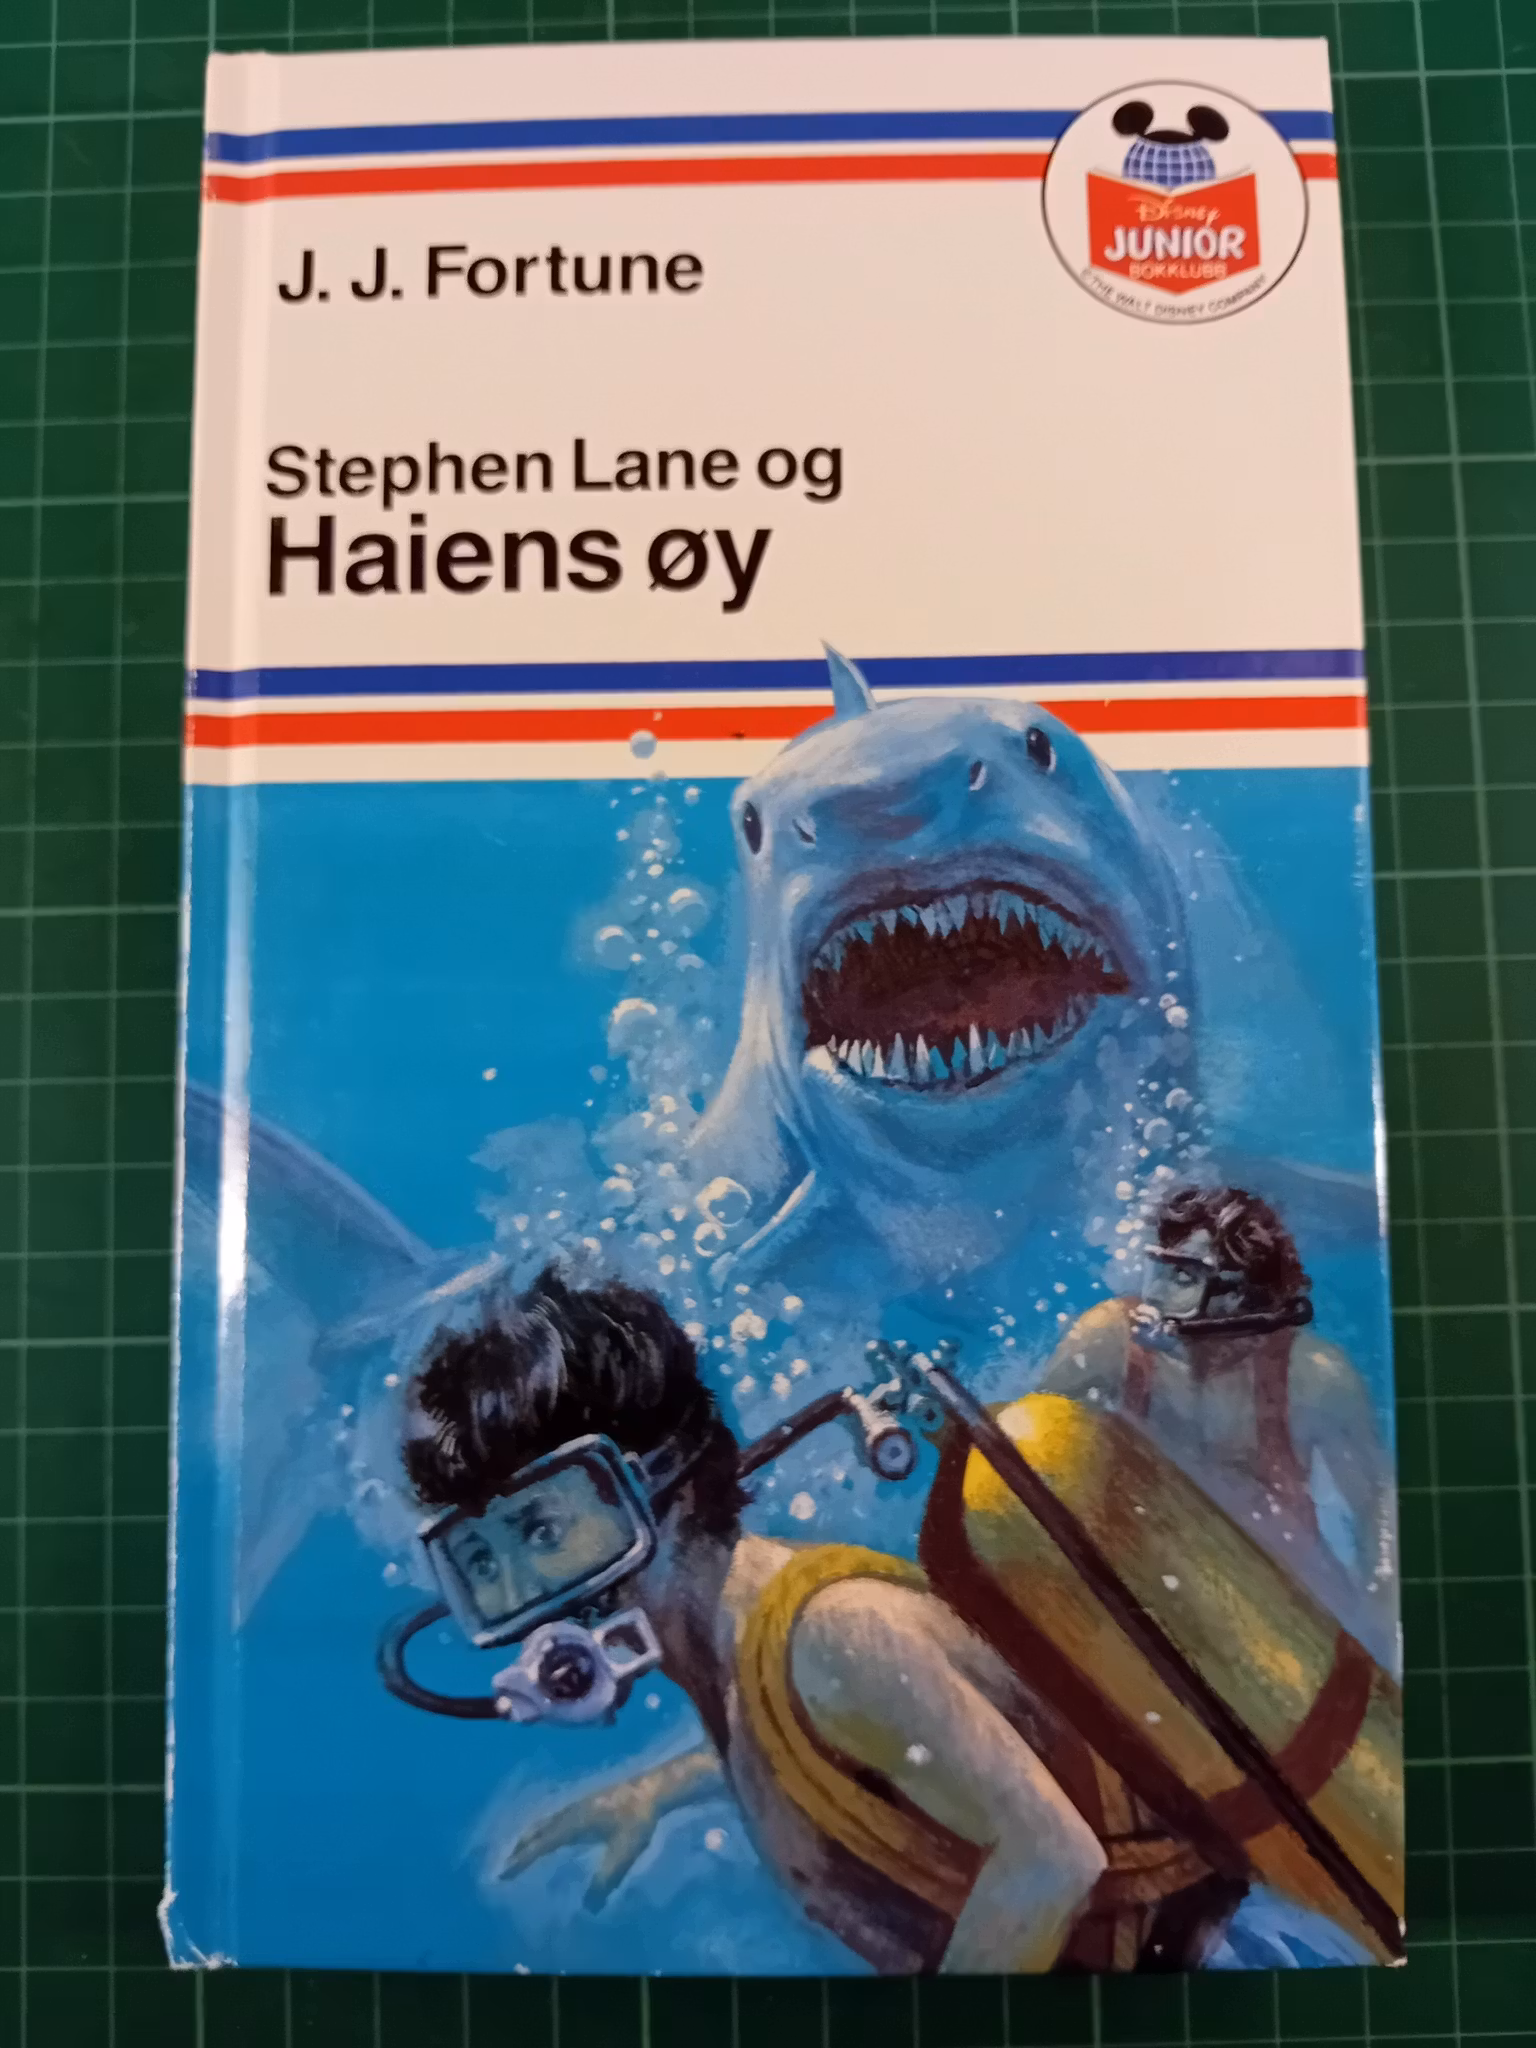 J. J. Fortune
Disney
JUNIOR
BOKKLUBB
© THE WALT DISNEY COMPANY
Stephen Lane og
Haiens øy